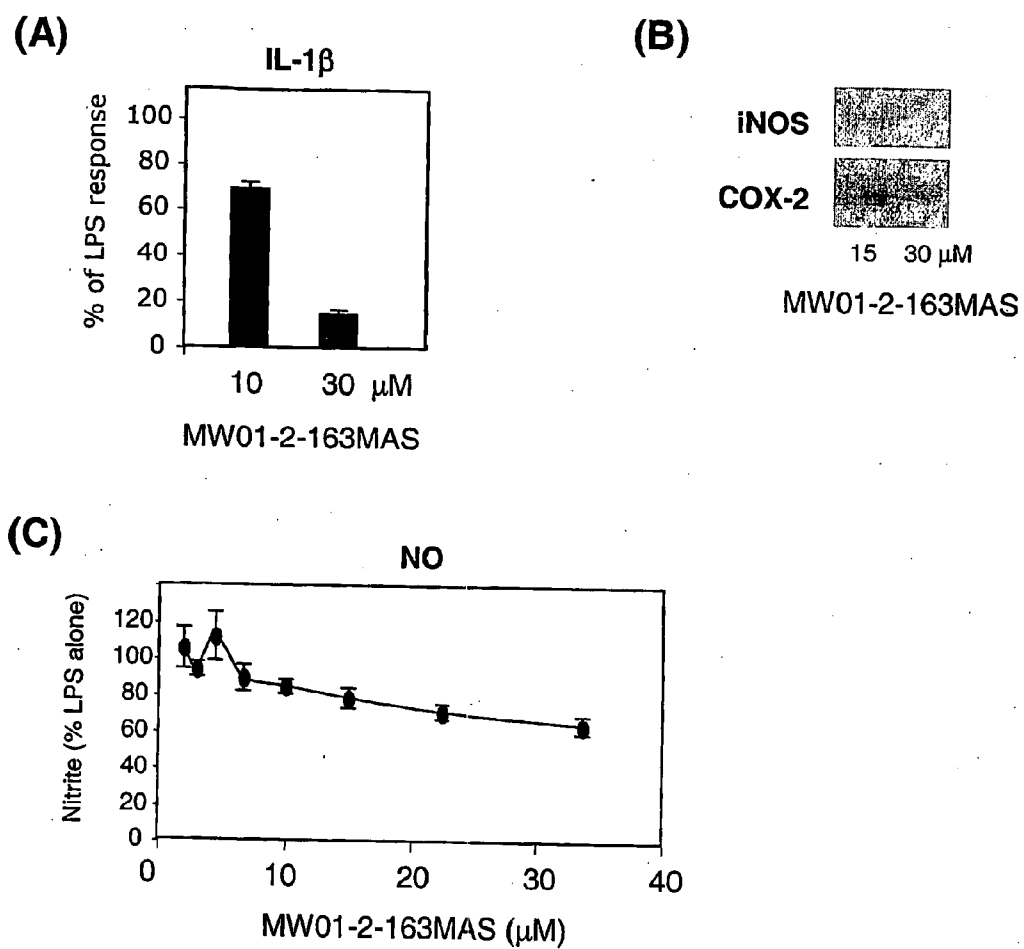 (A)
IL-1β
% of LPS response
100
80
60
40
20
0
10 30 μM
MW01-2-163MAS
(B)
iNOS
COX-2
15 30 μM
MW01-2-163MAS
(C)
NO
Nitrite (% LPS alone)
120
100
80
60
40
20
0
0 10 20 30 40
MW01-2-163MAS (μM)